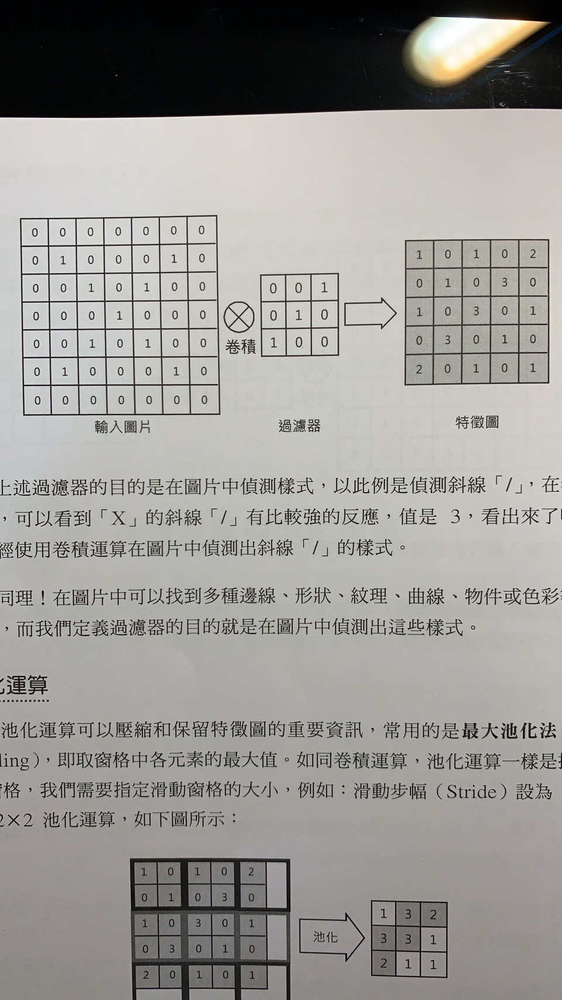 0 0 0 0 0 0 0
0 1 0 0 0 1 0
0 0 1 0 1 0 0
0 0 0 1 0 0 0
0 0 1 0 1 0 0
0 1 0 0 0 1 0
0 0 0 0 0 0 0
輸入圖片
卷積
0 0 1
0 1 0
1 0 0
過濾器
1 0 1 0 2
0 1 0 3 0
1 0 3 0 1
0 3 0 1 0
2 0 1 0 1
特徵圖
上述過濾器的目的是在圖片中偵測樣式，以此例是偵測斜線「/」，在
，可以看到「X」的斜線「/」有比較強的反應，值是 3，看出來了
經使用卷積運算在圖片中偵測出斜線「/」的樣式。
同理！在圖片中可以找到多種邊線、形狀、紋理、曲線、物件或色彩
，而我們定義過濾器的目的就是在圖片中偵測出這些樣式。
化運算
池化運算可以壓縮和保留特徵圖的重要資訊，常用的是最大池化法
ling），即取窗格中各元素的最大值。如同卷積運算，池化運算一樣是
窗格，我們需要指定滑動窗格的大小，例如：滑動步幅（Stride）設為
2×2 池化運算，如下圖所示：
1 0 1 0 2
0 1 0 3 0
1 0 3 0 1
0 3 0 1 0
2 0 1 0 1
池化
1 3 2
3 3 1
2 1 1